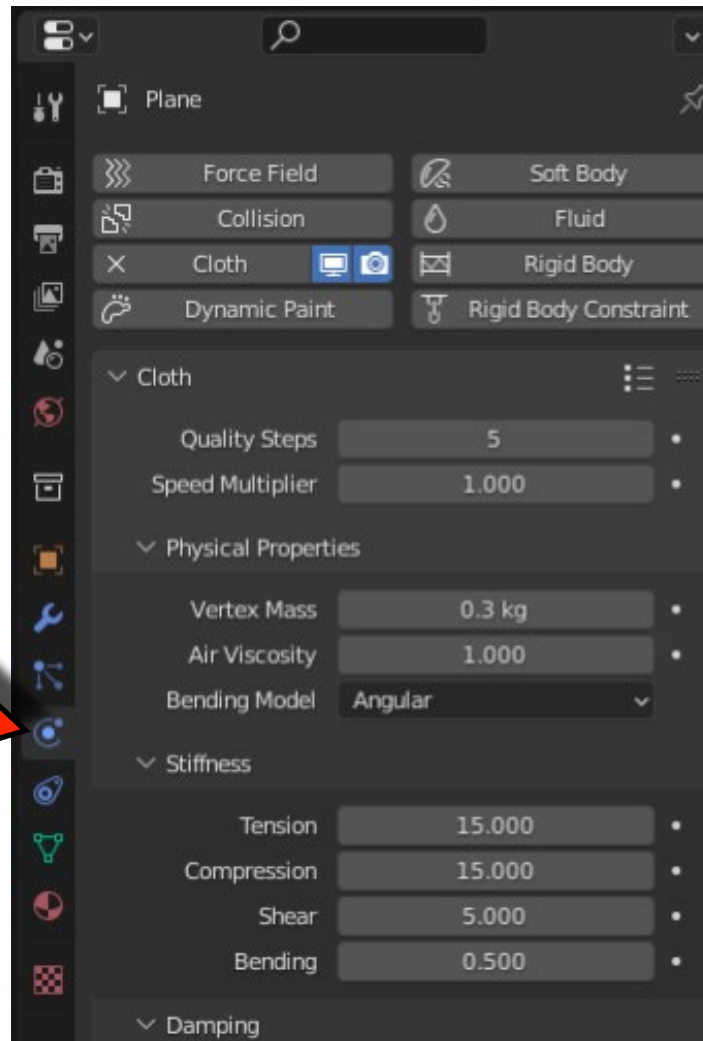 Plane
Force Field Soft Body
Collision Fluid
Cloth Rigid Body
Dynamic Paint Rigid Body Constraint
Cloth
Quality Steps 5
Speed Multiplier 1.000
Physical Properties
Vertex Mass 0.3 kg
Air Viscosity 1.000
Bending Model Angular
Stiffness
Tension 15.000
Compression 15.000
Shear 5.000
Bending 0.500
Damping